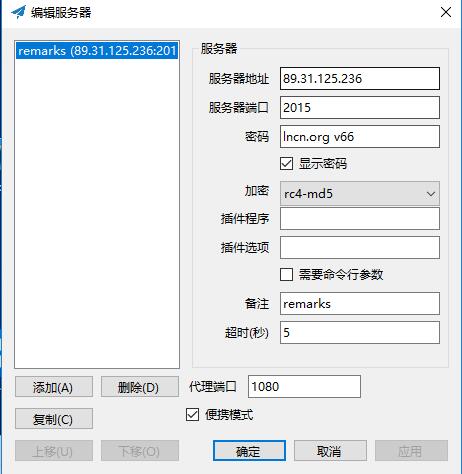 编辑服务器
remarks (89.31.125.236:201
服务器
服务器地址 89.31.125.236
服务器端口 2015
密码 lncn.org v66
显示密码
加密 rc4-md5
插件程序
插件选项
需要命令行参数
备注 remarks
超时(秒) 5
添加(A) 删除(D) 代理端口 1080
复制(C) 便携模式
上移(U) 下移(O) 确定 取消 应用